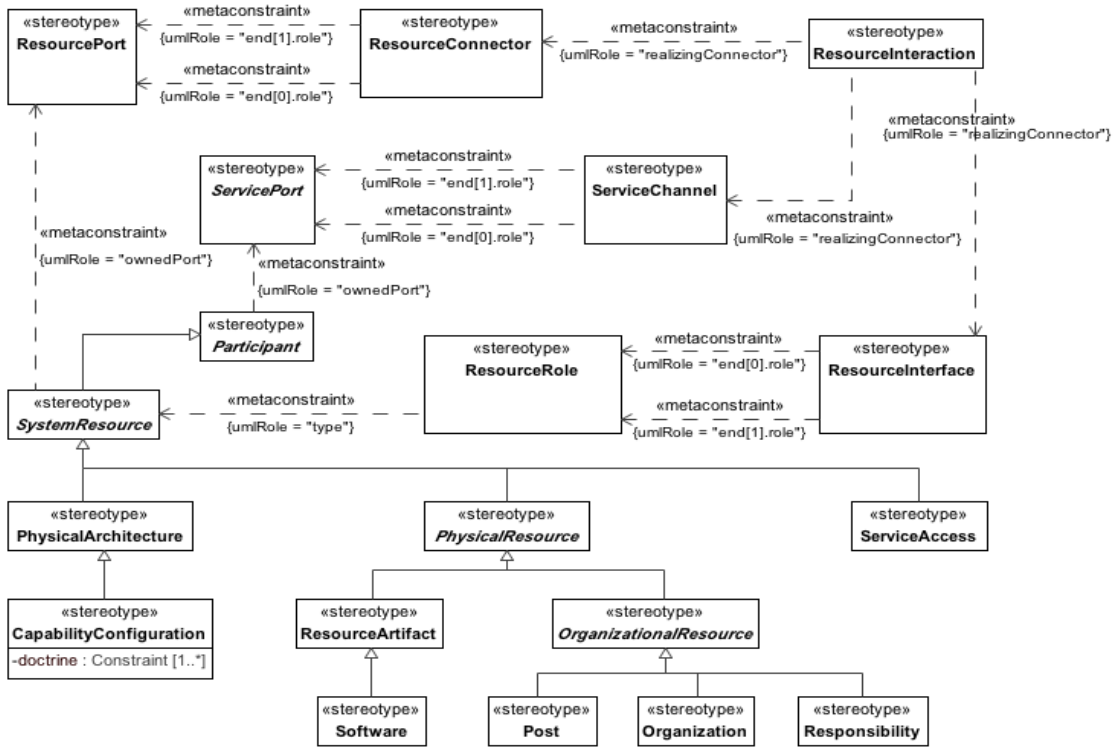 «stereotype»
ResourcePort
«metaconstraint»
{umlRole = "end[1].role"}
«metaconstraint»
{umlRole = "end[0].role"}
«stereotype»
ResourceConnector
«metaconstraint»
{umlRole = "realizingConnector"}
«stereotype»
ResourceInteraction
«metaconstraint»
{umlRole = "realizingConnector"}
«stereotype»
ServicePort
«metaconstraint»
{umlRole = "end[1].role"}
«metaconstraint»
{umlRole = "end[0].role"}
«stereotype»
ServiceChannel
«metaconstraint»
{umlRole = "realizingConnector"}
«metaconstraint»
{umlRole = "ownedPort"}
«metaconstraint»
{umlRole = "ownedPort"}
«stereotype»
Participant
«stereotype»
ResourceRole
«metaconstraint»
{umlRole = "end[0].role"}
«metaconstraint»
{umlRole = "end[1].role"}
«stereotype»
ResourceInterface
«stereotype»
SystemResource
«metaconstraint»
{umlRole = "type"}
«stereotype»
PhysicalArchitecture
«stereotype»
PhysicalResource
«stereotype»
ServiceAccess
«stereotype»
CapabilityConfiguration
-doctrine : Constraint [1..*]
«stereotype»
ResourceArtifact
«stereotype»
OrganizationalResource
«stereotype»
Software
«stereotype»
Post
«stereotype»
Organization
«stereotype»
Responsibility